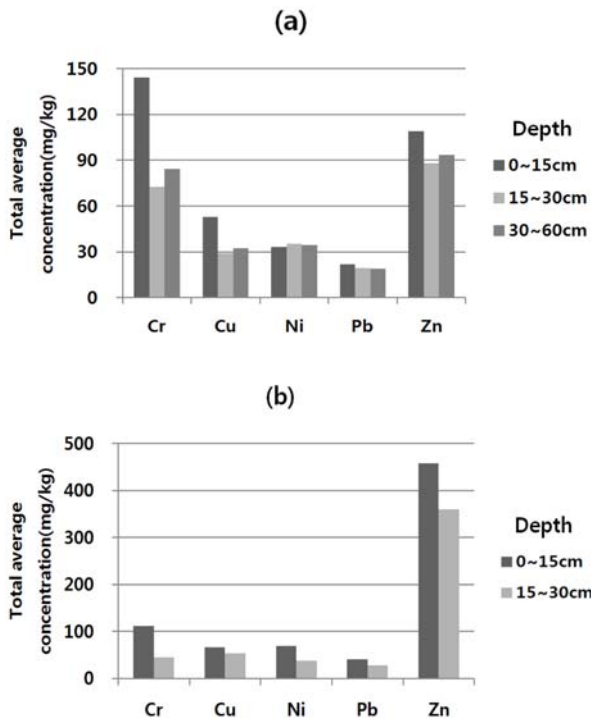 (a)
Total average
concentration(mg/kg)
150
120
90
60
30
0
Cr Cu Ni Pb Zn
Depth
0~15cm
15~30cm
30~60cm
(b)
Total average
concentration(mg/kg)
500
400
300
200
100
0
Cr Cu Ni Pb Zn
Depth
0~15cm
15~30cm